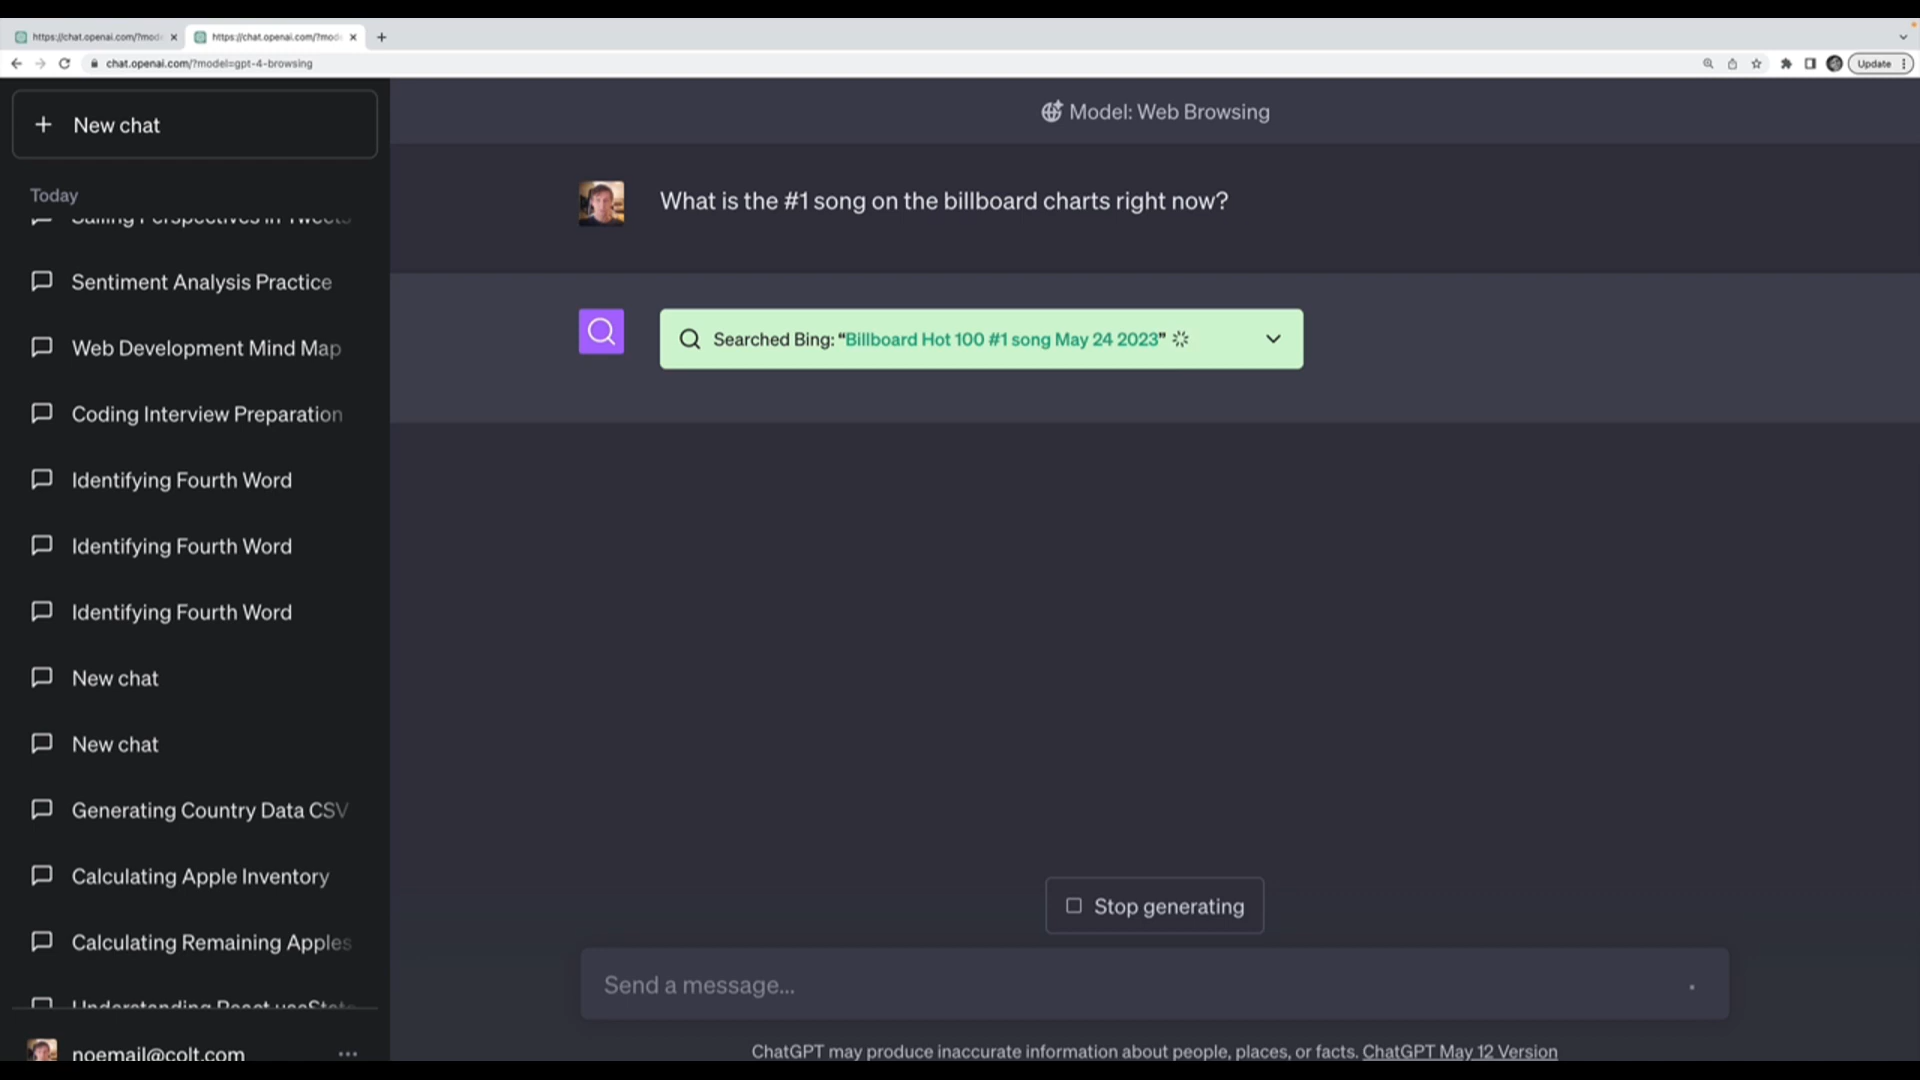 https://chat.openai.com/?mod
https://chat.openai.com/?mod
chat.openai.com/?model=gpt-4-browsing
Update
New chat
Today
Sentiment Analysis Practice
Web Development Mind Map
Coding Interview Preparation
Identifying Fourth Word
Identifying Fourth Word
Identifying Fourth Word
New chat
New chat
Generating Country Data CSV
Calculating Apple Inventory
Calculating Remaining Apples
Understanding React useState
noemail@colt.com
Model: Web Browsing
What is the #1 song on the billboard charts right now?
Searched Bing: “Billboard Hot 100 #1 song May 24 2023”
Stop generating
Send a message...
ChatGPT may produce inaccurate information about people, places, or facts. ChatGPT May 12 Version